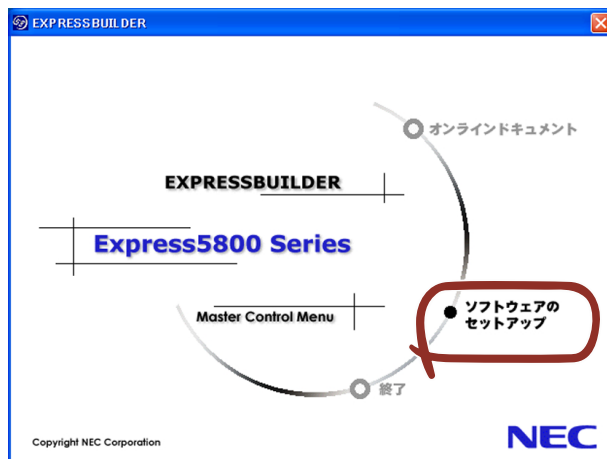 EXPRESSBUILDER
オンラインドキュメント
EXPRESSBUILDER
Express5800 Series
ソフトウェアの
セットアップ
Master Control Menu
終了
Copyright NEC Corporation
NEC